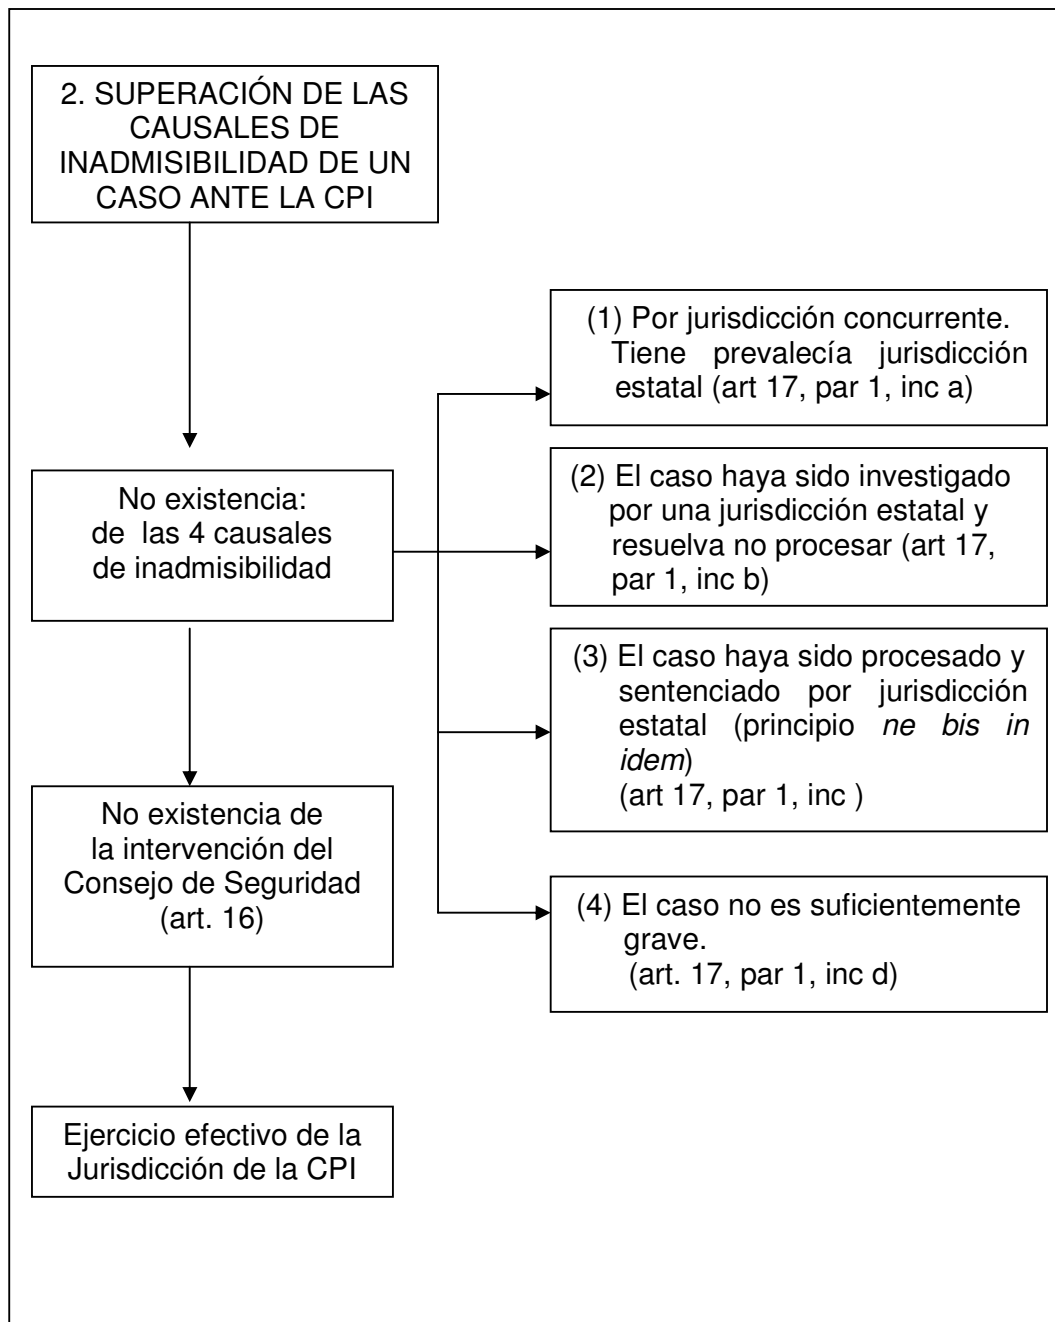 2. SUPERACIÓN DE LAS
CAUSALES DE
INADMISIBILIDAD DE UN
CASO ANTE LA CPI
(1) Por jurisdicción concurrente.
Tiene prevalecía jurisdicción
estatal (art 17, par 1, inc a)
No existencia:
de las 4 causales
de inadmisibilidad
(2) El caso haya sido investigado
por una jurisdicción estatal y
resuelva no procesar (art 17,
par 1, inc b)
(3) El caso haya sido procesado y
sentenciado por jurisdicción
estatal (principio ne bis in
idem)
(art 17, par 1, inc )
No existencia de
la intervención del
Consejo de Seguridad
(art. 16)
(4) El caso no es suficientemente
grave.
(art. 17, par 1, inc d)
Ejercicio efectivo de la
Jurisdicción de la CPI